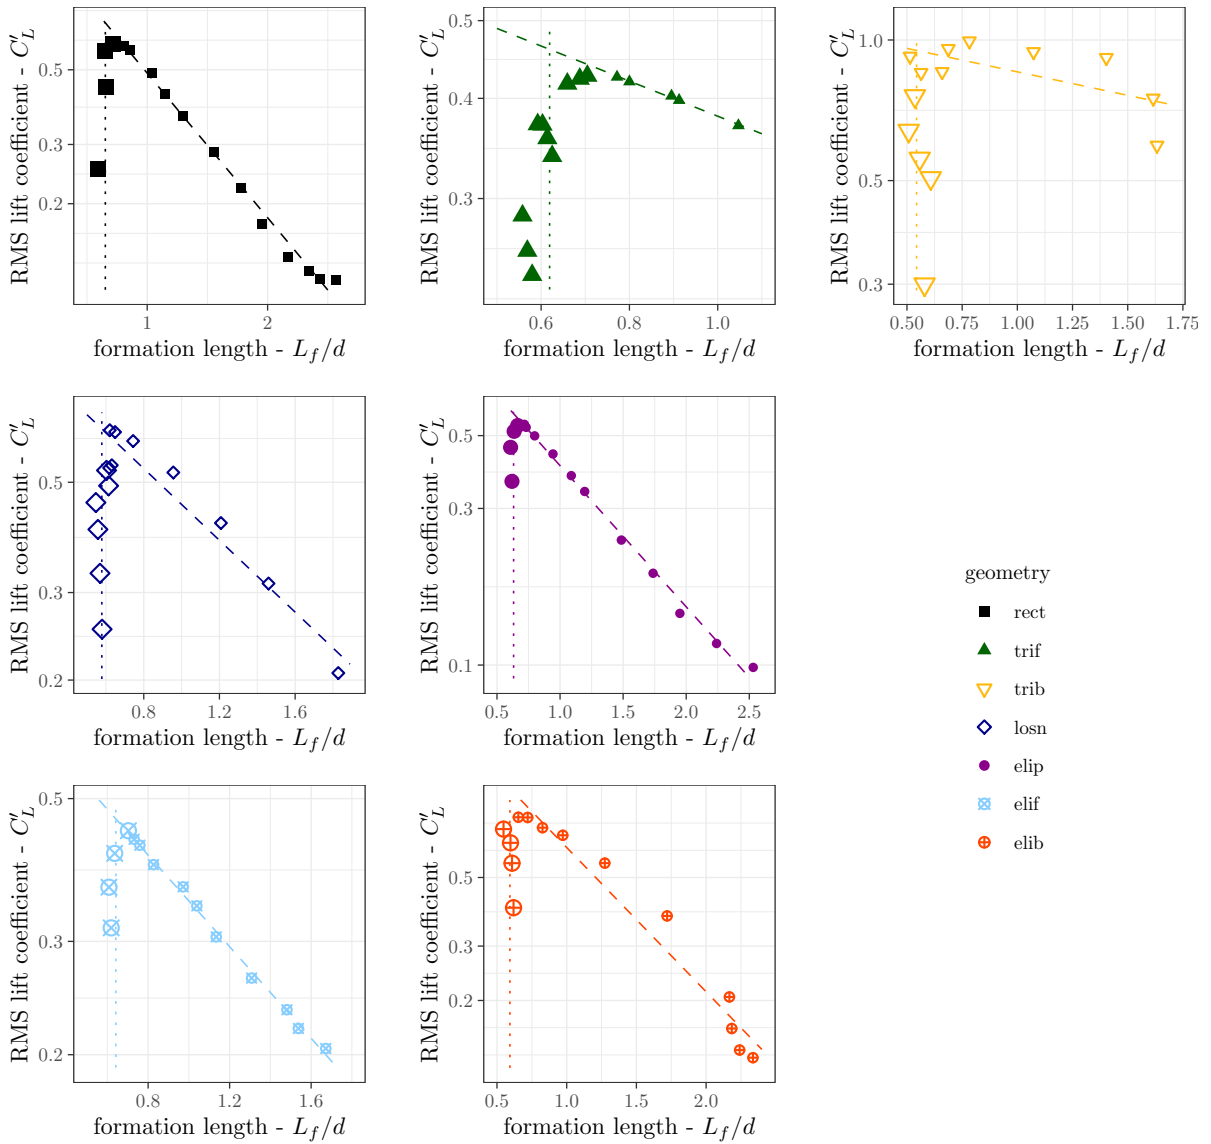 RMS lift coefficient - C′_L
0.5
0.3
0.2
1
2
formation length - L_f/d
RMS lift coefficient - C′_L
0.5
0.4
0.3
0.6
0.8
1.0
formation length - L_f/d
RMS lift coefficient - C′_L
1.0
0.5
0.3
0.50
0.75
1.00
1.25
1.50
1.75
formation length - L_f/d
RMS lift coefficient - C′_L
0.5
0.3
0.2
0.8
1.2
1.6
formation length - L_f/d
RMS lift coefficient - C′_L
0.5
0.3
0.1
0.5
1.0
1.5
2.0
2.5
formation length - L_f/d
geometry
rect
trif
trib
losn
elip
elif
elib
RMS lift coefficient - C′_L
0.5
0.3
0.2
0.8
1.2
1.6
formation length - L_f/d
RMS lift coefficient - C′_L
0.5
0.3
0.2
0.5
1.0
1.5
2.0
formation length - L_f/d